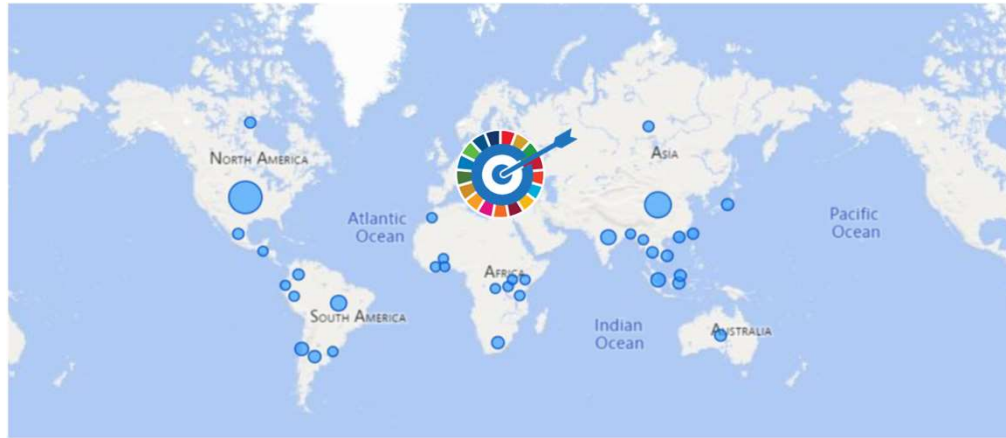 NORTH AMERICA
ASIA
Atlantic
Ocean
Pacific
Ocean
AFRICA
SOUTH AMERICA
Indian
Ocean
AUSTRALIA